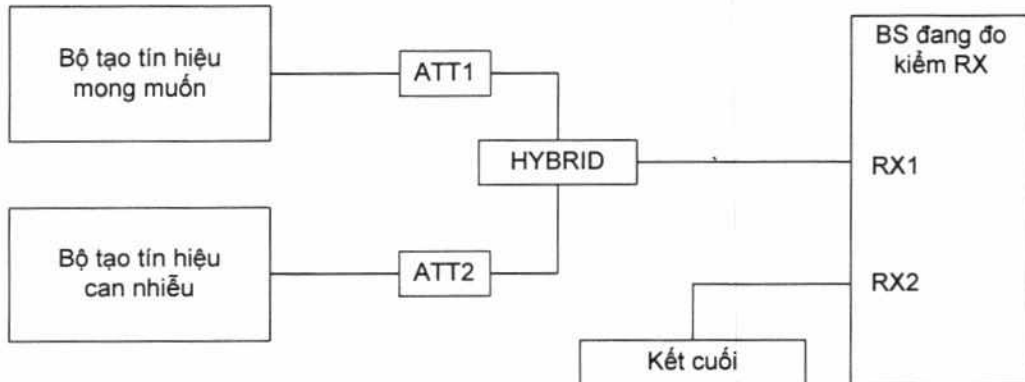 Bộ tạo tín hiệu
mong muốn
ATT1
BS đang đo
kiểm RX
HYBRID
RX1
Bộ tạo tín hiệu
can nhiễu
ATT2
RX2
Kết cuối